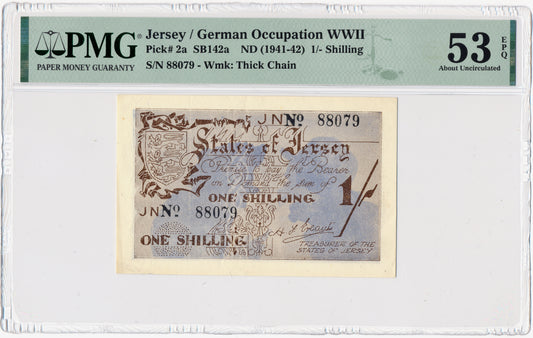 PMG
PAPER MONEY GUARANTY
Jersey / German Occupation WWII
Pick# 2a SB142a ND (1941-42) 1/- Shilling
S/N 88079 - Wmk: Thick Chain
53 EPQ
About Uncirculated
JN No 88079
States of Jersey
Promise to pay the Bearer
on Demand the sum of
ONE SHILLING
1/-
JN No 88079
ONE SHILLING
TREASURER OF THE
STATES OF JERSEY